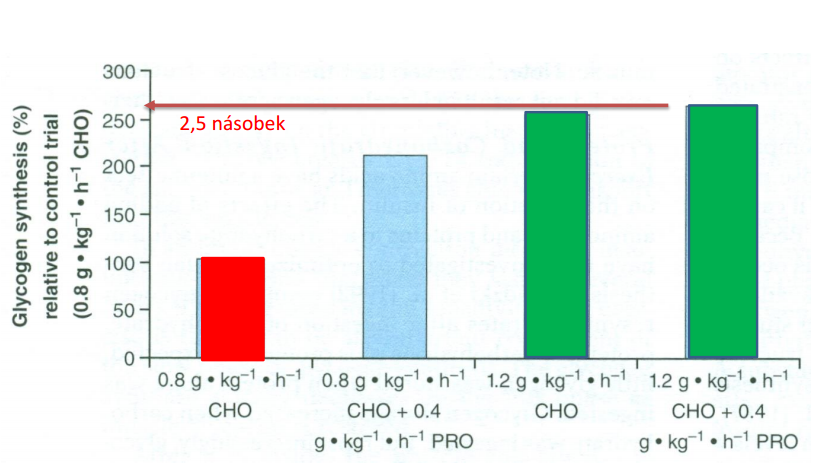 Glycogen synthesis (%)
relative to control trial
(0.8 g • kg⁻¹ • h⁻¹ CHO)
300
250
200
150
100
50
0
2,5 násobek
0.8 g • kg⁻¹ • h⁻¹
CHO
0.8 g • kg⁻¹ • h⁻¹
CHO + 0.4
g • kg⁻¹ • h⁻¹ PRO
1.2 g • kg⁻¹ • h⁻¹
CHO
1.2 g • kg⁻¹ • h⁻¹
CHO + 0.4
g • kg⁻¹ • h⁻¹ PRO